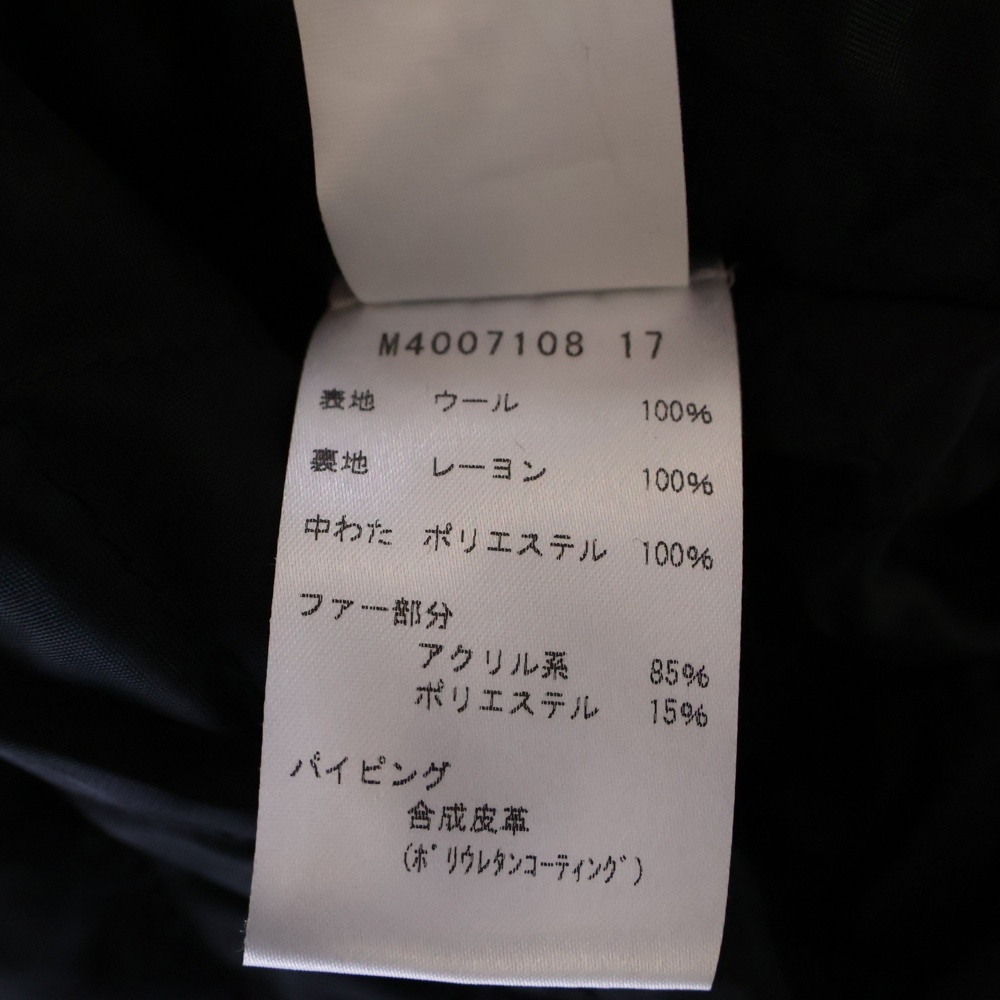 M4007108 17
表地 ウール 100%
裏地 レーヨン 100%
中わた ポリエステル 100%
ファー部分
アクリル系 85%
ポリエステル 15%
パイピング
合成皮革
(ポリウレタンコーティング)